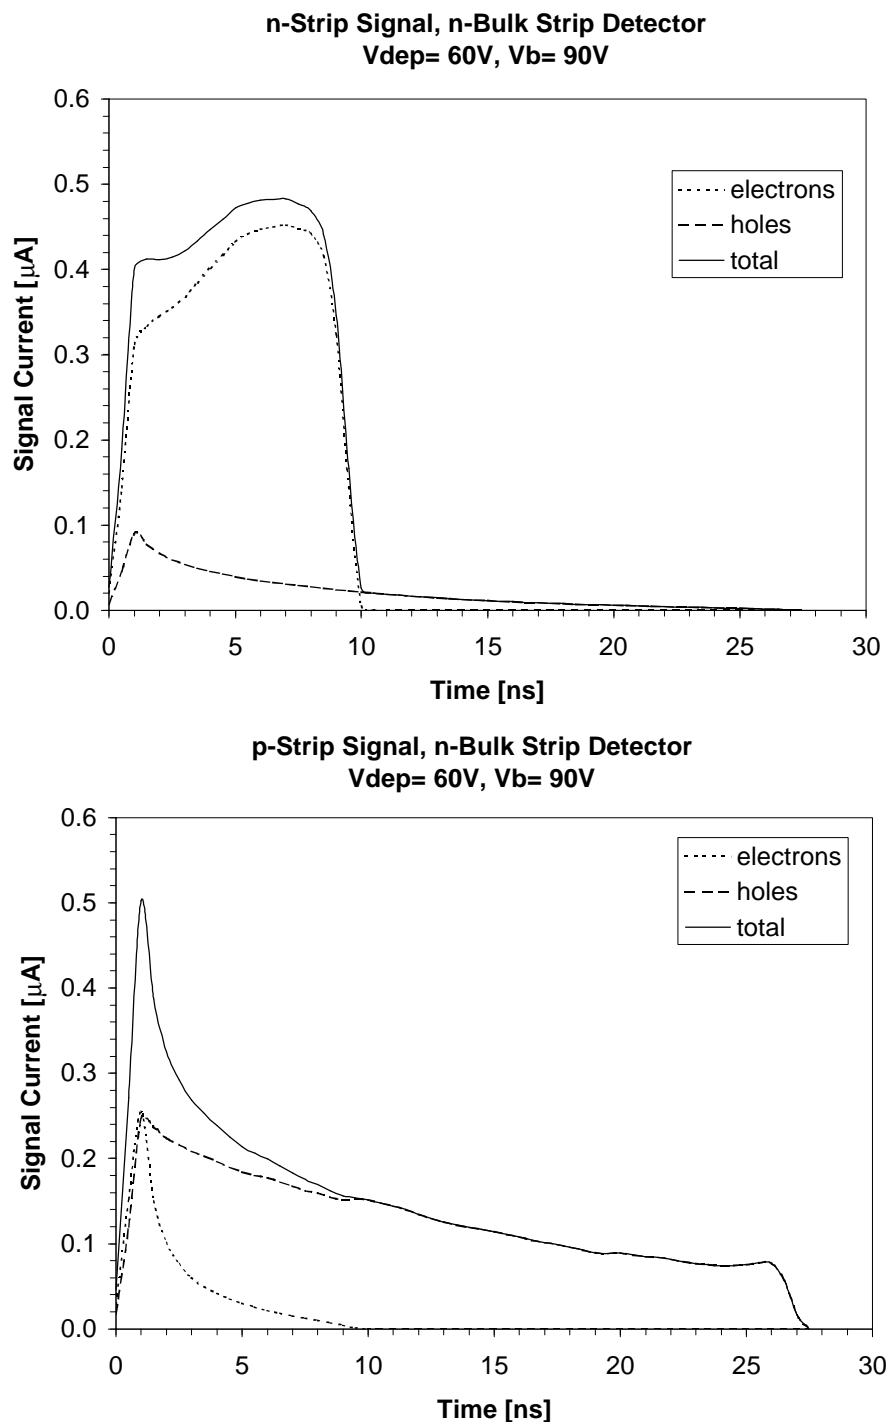 n-Strip Signal, n-Bulk Strip Detector
Vdep= 60V, Vb= 90V
0.6
0.5
0.4
0.3
0.2
0.1
0.0
Signal Current [μA]
electrons
holes
total
0 5 10 15 20 25 30
Time [ns]
p-Strip Signal, n-Bulk Strip Detector
Vdep= 60V, Vb= 90V
0.6
0.5
0.4
0.3
0.2
0.1
0.0
Signal Current [μA]
electrons
holes
total
0 5 10 15 20 25 30
Time [ns]